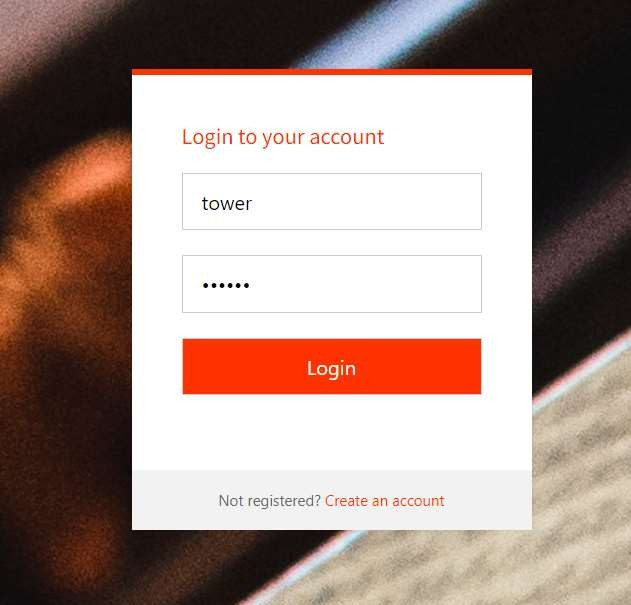 Login to your account
tower
••••••
Login
Not registered? Create an account